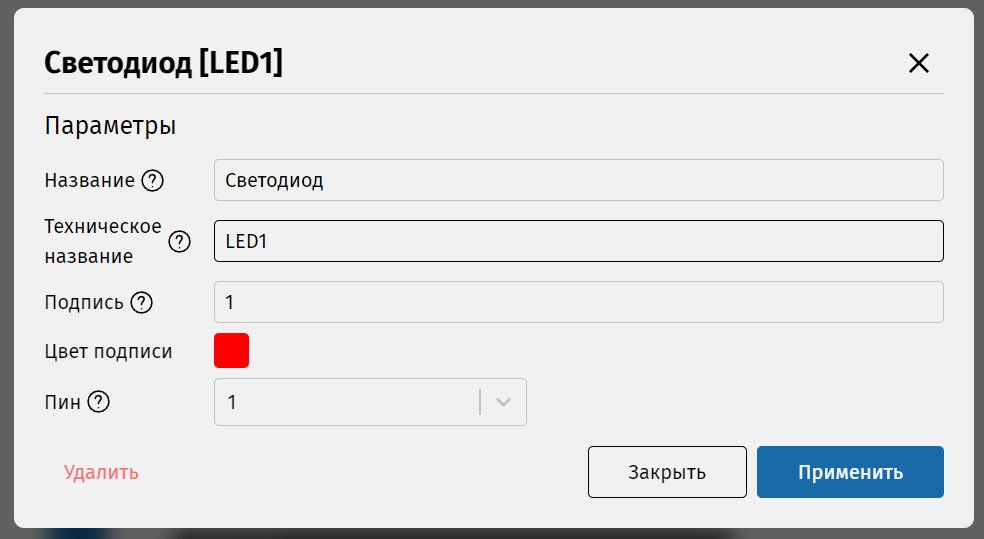 Светодиод [LED1]
Параметры
Название ?
Светодиод
Техническое
название ?
LED1
Подпись ?
1
Цвет подписи
Пин ?
1
Удалить
Закрыть
Применить